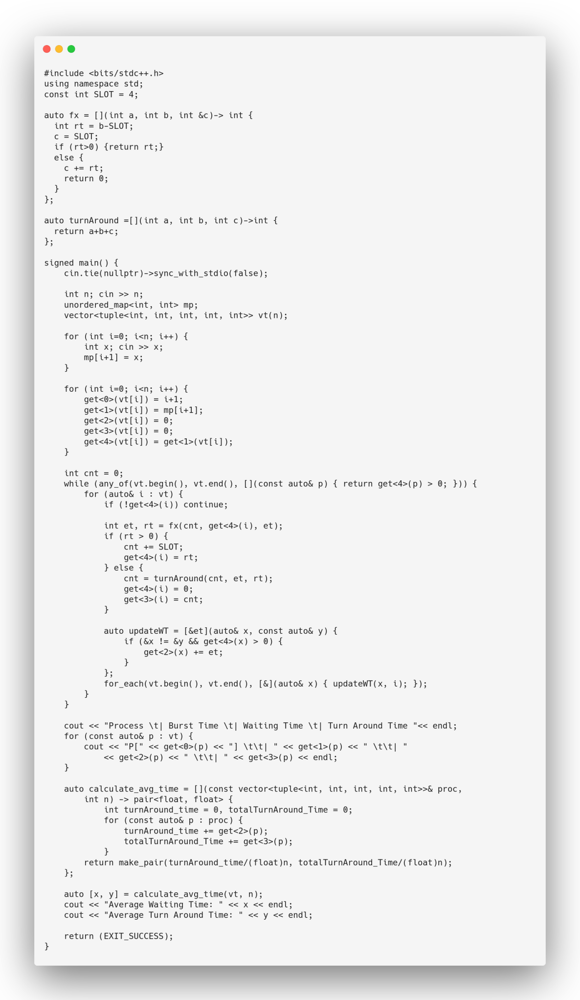 #include <bits/stdc++.h>
using namespace std;
const int SLOT = 4;

auto fx = [](int a, int b, int &c)-> int {
  int rt = b-SLOT;
  c = SLOT;
  if (rt>0) {return rt;}
  else {
    c += rt;
    return 0;
  }
};

auto turnAround =[](int a, int b, int c)->int {
  return a+b+c;
};

signed main() {
    cin.tie(nullptr)->sync_with_stdio(false);

    int n; cin >> n;
    unordered_map<int, int> mp;
    vector<tuple<int, int, int, int, int>> vt(n);

    for (int i=0; i<n; i++) {
        int x; cin >> x;
        mp[i+1] = x;
    }

    for (int i=0; i<n; i++) {
        get<0>(vt[i]) = i+1;
        get<1>(vt[i]) = mp[i+1];
        get<2>(vt[i]) = 0;
        get<3>(vt[i]) = 0;
        get<4>(vt[i]) = get<1>(vt[i]);
    }

    int cnt = 0;
    while (any_of(vt.begin(), vt.end(), [](const auto& p) { return get<4>(p) > 0; })) {
        for (auto& i : vt) {
            if (!get<4>(i)) continue;

            int et, rt = fx(cnt, get<4>(i), et);
            if (rt > 0) {
                cnt += SLOT;
                get<4>(i) = rt;
            } else {
                cnt = turnAround(cnt, et, rt);
                get<4>(i) = 0;
                get<3>(i) = cnt;
            }

            auto updateWT = [&et](auto& x, const auto& y) {
                if (&x != &y && get<4>(x) > 0) {
                    get<2>(x) += et;
                }
            };
            for_each(vt.begin(), vt.end(), [&](auto& x) { updateWT(x, i); });
        }
    }

    cout << "Process \t| Burst Time \t| Waiting Time \t| Turn Around Time "<< endl;
    for (const auto& p : vt) {
        cout << "P[" << get<0>(p) << "] \t\t| " << get<1>(p) << " \t\t| "
            << get<2>(p) << " \t\t| " << get<3>(p) << endl;
    }

    auto calculate_avg_time = [](const vector<tuple<int, int, int, int, int>>& proc,
        int n) -> pair<float, float> {
            int turnAround_time = 0, totalTurnAround_Time = 0;
            for (const auto& p : proc) {
                turnAround_time += get<2>(p);
                totalTurnAround_Time += get<3>(p);
            }
        return make_pair(turnAround_time/(float)n, totalTurnAround_Time/(float)n);
    };

    auto [x, y] = calculate_avg_time(vt, n);
    cout << "Average Waiting Time: " << x << endl;
    cout << "Average Turn Around Time: " << y << endl;

    return (EXIT_SUCCESS);
}